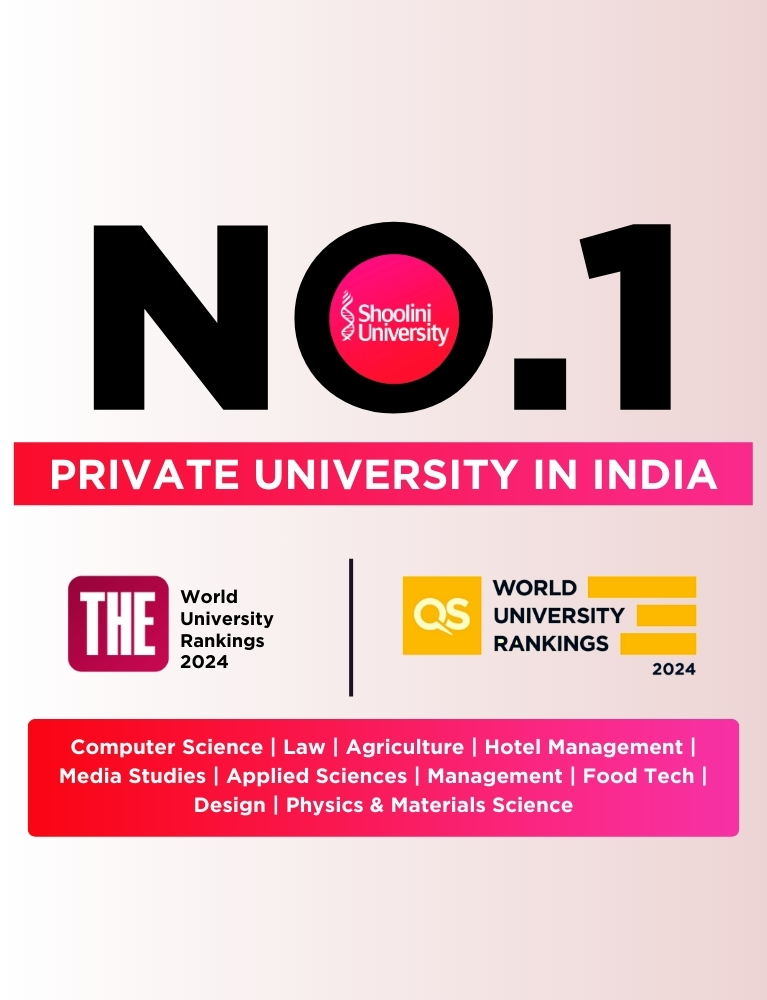 NO.1
Shoolini
University
PRIVATE UNIVERSITY IN INDIA
THE
World
University
Rankings
2024
QS
WORLD
UNIVERSITY
RANKINGS
2024
Computer Science | Law | Agriculture | Hotel Management |
Media Studies | Applied Sciences | Management | Food Tech |
Design | Physics & Materials Science